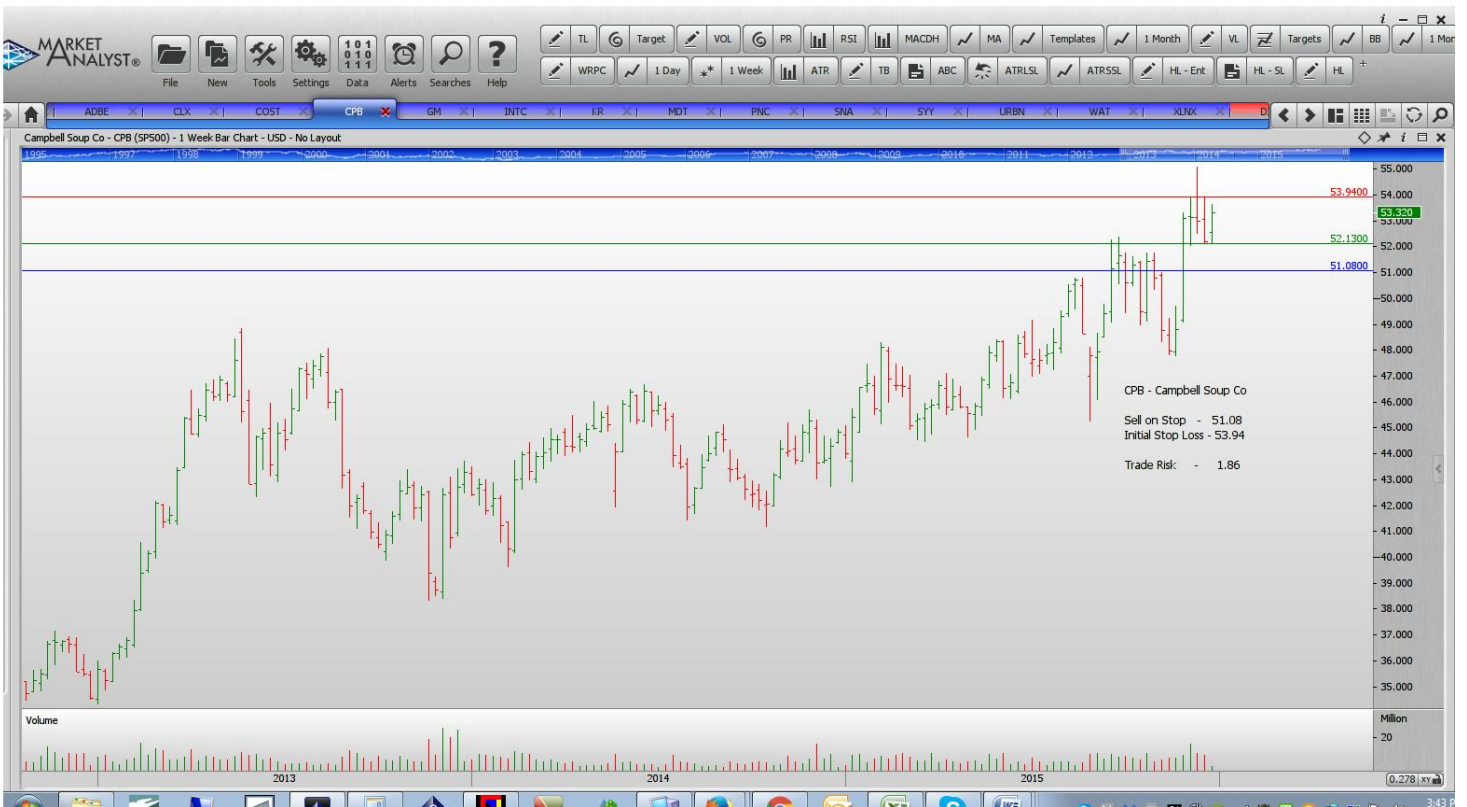 i
MARKET
ANALYST®
File New Tools Settings Data Alerts Searches Help
TL Target VOL PR RSI MACDH MA Templates 1 Month VL Targets BB 1 Mor
WRPC 1 Day 1 Week ATR TB ABC ATRLSL ATRSSL HL - Ent HL - SL HL +
ADBE CLX COST CPB GM INTC KR MDT PNC SNA SYY URBN WAT XLNX D
Campbell Soup Co - CPB (SP500) - 1 Week Bar Chart - USD - No Layout
1995 1997 1998 1999 2000 2001 2002 2003 2004 2005 2006 2007 2008 2009 2010 2011 2012 2013 2014 2015
55.000
53.9400
54.000
53.320
53.000
52.1300
52.000
51.0800
51.000
50.000
49.000
48.000
47.000
CPB - Campbell Soup Co
46.000
Sell on Stop - 51.08
45.000
Initial Stop Loss - 53.94
44.000
Trade Risk - 1.86
43.000
42.000
41.000
40.000
39.000
38.000
37.000
36.000
35.000
Volume
Million
20
2013 2014 2015
0.278 XY
3:43 P